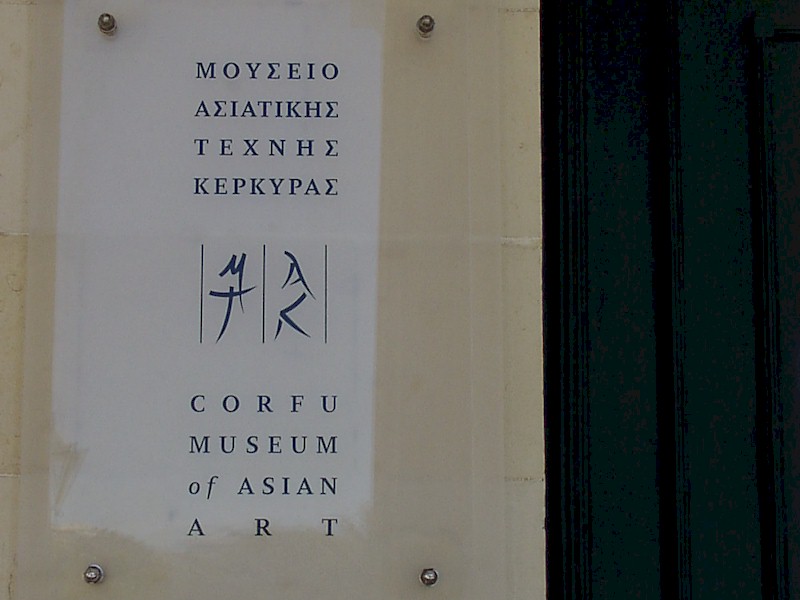 ΜΟΥΣΕΙΟ
ΑΣΙΑΤΙΚΗΣ
ΤΕΧΝΗΣ
ΚΕΡΚΥΡΑΣ
Μ Α
Τ Κ
CORFU
MUSEUM
of ASIAN
ART